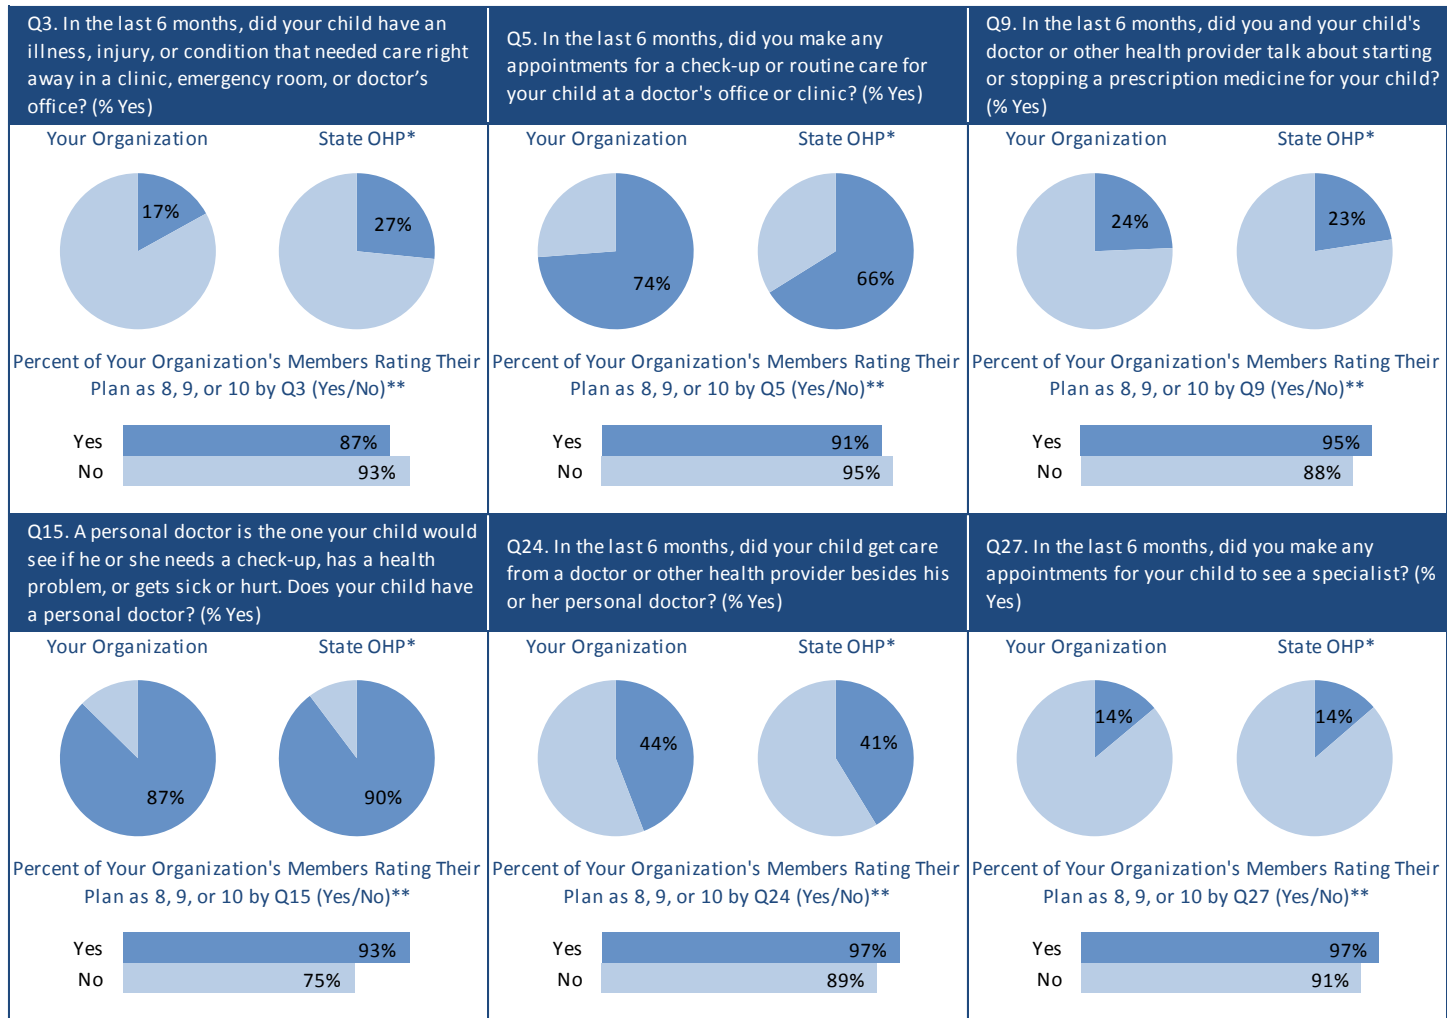 Q3. In the last 6 months, did your child have an
illness, injury, or condition that needed care right
away in a clinic, emergency room, or doctor’s
office? (% Yes)
Q5. In the last 6 months, did you make any
appointments for a check-up or routine care for
your child at a doctor's office or clinic? (% Yes)
Q9. In the last 6 months, did you and your child's
doctor or other health provider talk about starting
or stopping a prescription medicine for your child?
(% Yes)
Your Organization
State OHP*
17%
27%
Percent of Your Organization's Members Rating Their
Plan as 8, 9, or 10 by Q3 (Yes/No)**
Yes
87%
No
93%
Your Organization
State OHP*
74%
66%
Percent of Your Organization's Members Rating Their
Plan as 8, 9, or 10 by Q5 (Yes/No)**
Yes
91%
No
95%
Your Organization
State OHP*
24%
23%
Percent of Your Organization's Members Rating Their
Plan as 8, 9, or 10 by Q9 (Yes/No)**
Yes
95%
No
88%
Q15. A personal doctor is the one your child would
see if he or she needs a check-up, has a health
problem, or gets sick or hurt. Does your child have
a personal doctor? (% Yes)
Q24. In the last 6 months, did your child get care
from a doctor or other health provider besides his
or her personal doctor? (% Yes)
Q27. In the last 6 months, did you make any
appointments for your child to see a specialist? (%
Yes)
Your Organization
State OHP*
87%
90%
Percent of Your Organization's Members Rating Their
Plan as 8, 9, or 10 by Q15 (Yes/No)**
Yes
93%
No
75%
Your Organization
State OHP*
44%
41%
Percent of Your Organization's Members Rating Their
Plan as 8, 9, or 10 by Q24 (Yes/No)**
Yes
97%
No
89%
Your Organization
State OHP*
14%
14%
Percent of Your Organization's Members Rating Their
Plan as 8, 9, or 10 by Q27 (Yes/No)**
Yes
97%
No
91%